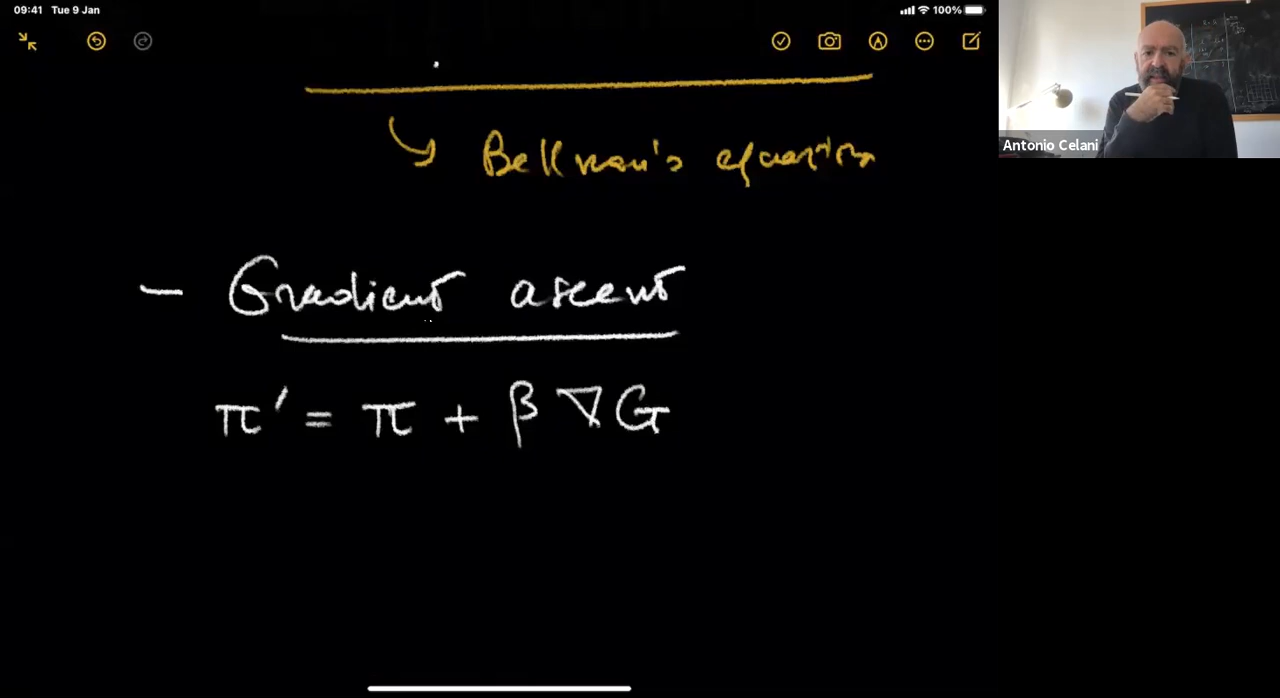 09:41 Tue 9 Jan 100%
Antonio Celani
Bellman's equation
- Gradient ascent
π' = π + β ∇G